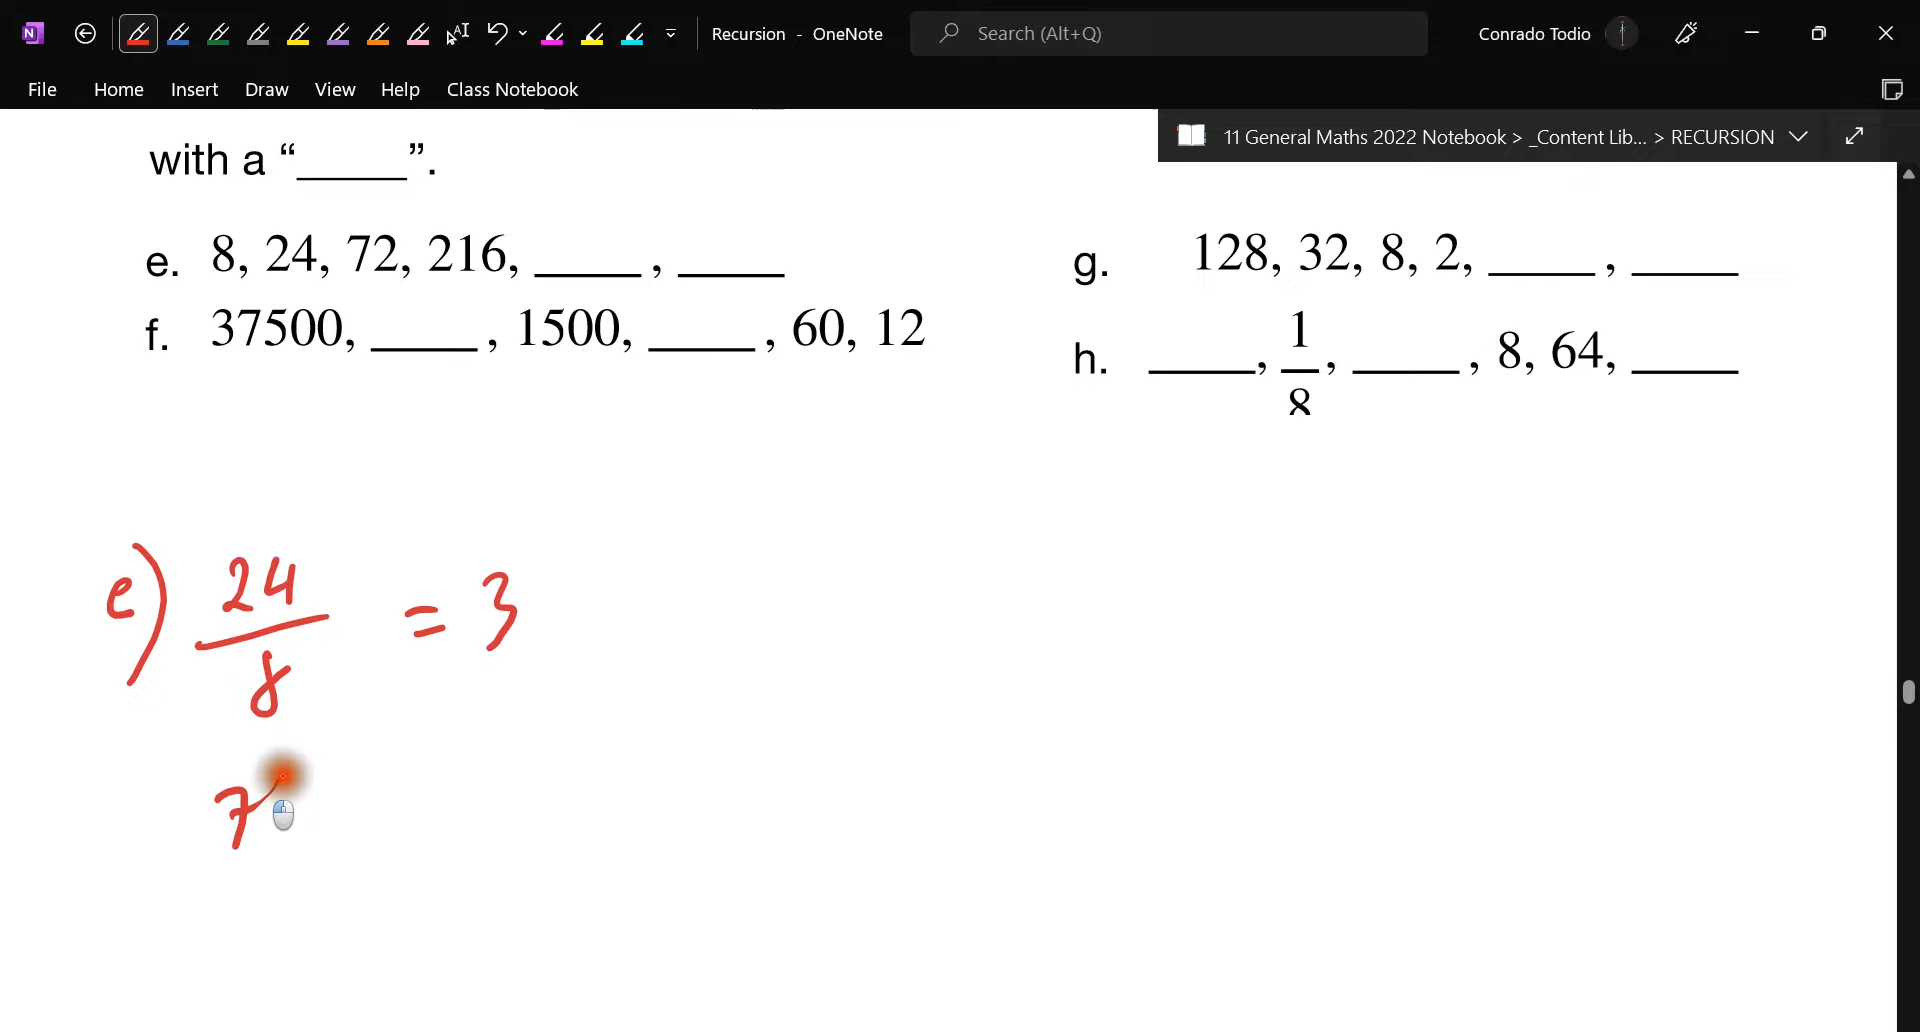 Recursion - OneNote
Search (Alt+Q)
Conrado Todio
File Home Insert Draw View Help Class Notebook
11 General Maths 2022 Notebook > _Content Lib... > RECURSION
with a “_____”.
e. 8, 24, 72, 216, _____, _____
g. 128, 32, 8, 2, _____, _____
f. 37500, _____, 1500, _____, 60, 12
h. _____, 1/8, _____, 8, 64, _____
e) 24/8 = 3
7